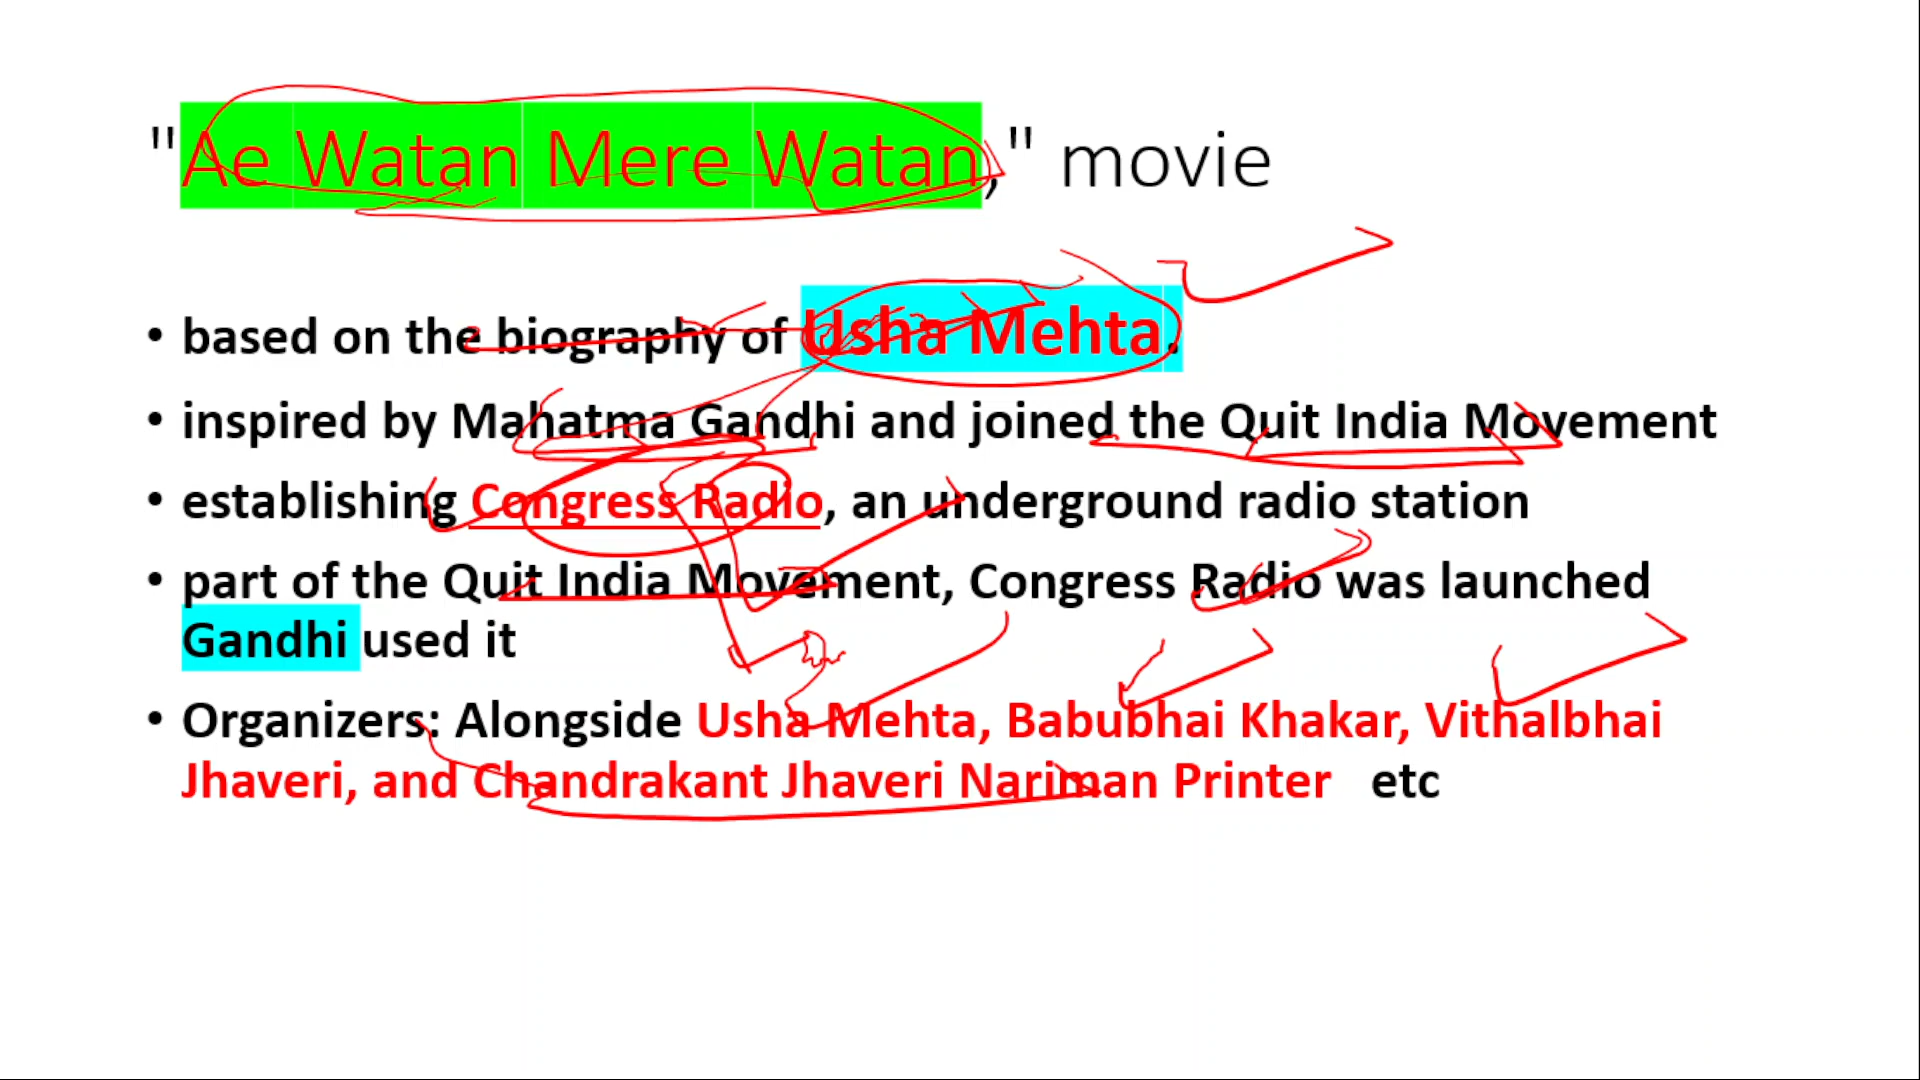 "Ae Watan Mere Watan," movie
• based on the biography of Usha Mehta.
• inspired by Mahatma Gandhi and joined the Quit India Movement
• establishing Congress Radio, an underground radio station
• part of the Quit India Movement, Congress Radio was launched
Gandhi used it
• Organizers: Alongside Usha Mehta, Babubhai Khakar, Vithalbhai
Jhaveri, and Chandrakant Jhaveri Nariman Printer etc